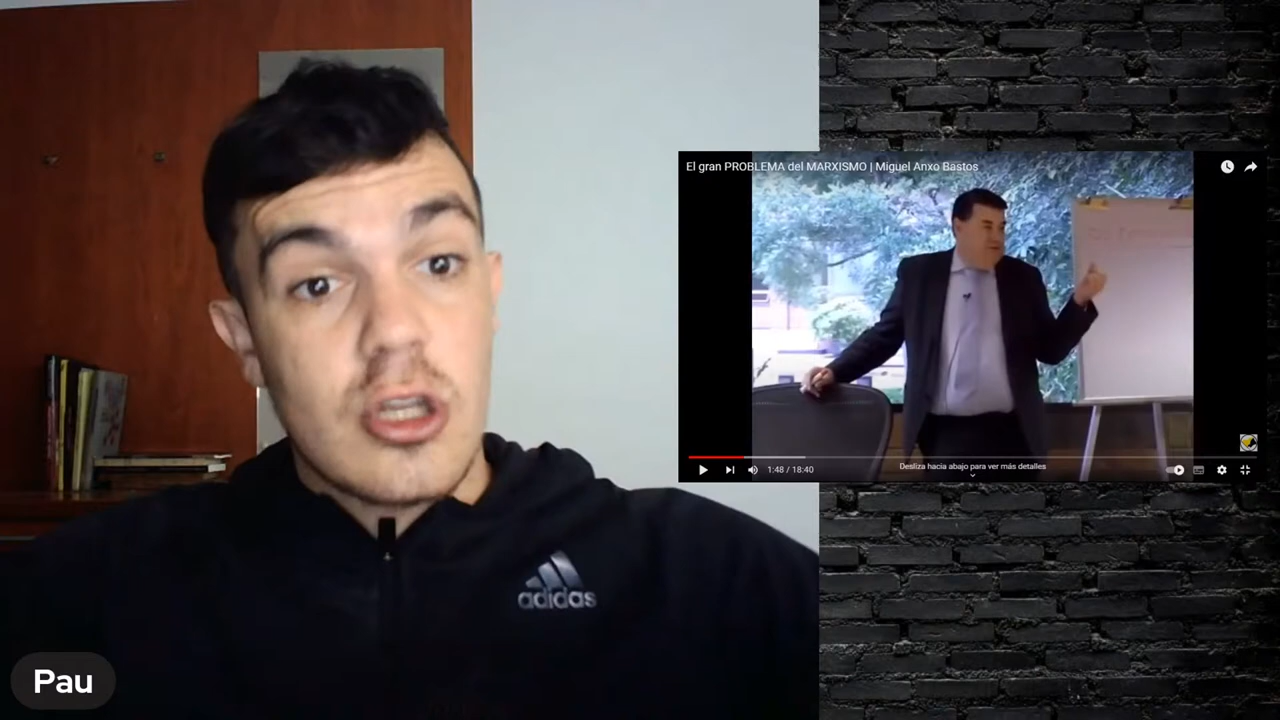 El gran PROBLEMA del MARXISMO | Miguel Anxo Bastos
adidas
1:48 / 18:40
Desliza hacia abajo para ver más detalles
Pau